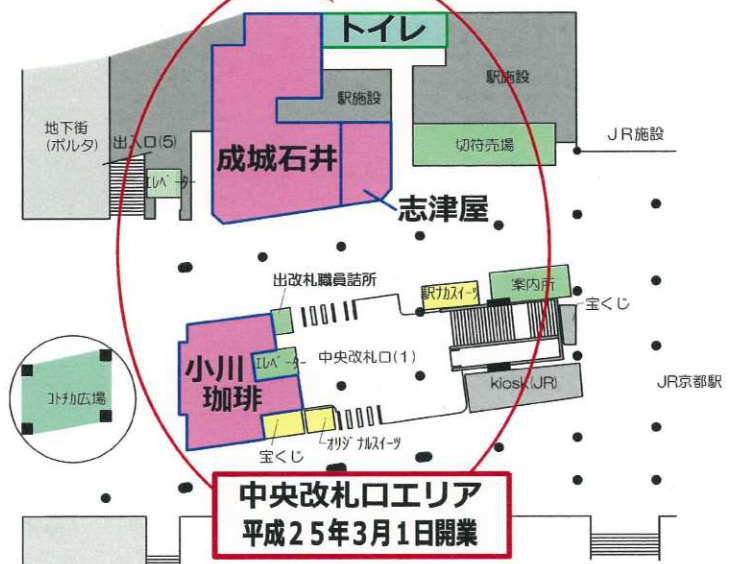 トイレ
駅施設
駅施設
地下街
(ポルタ)
出入口(5)
エレベーター
成城石井
切符売場
JR施設
志津屋
出改札職員詰所
駅ナカスイーツ
案内所
宝くじ
小川
珈琲
エレベーター
中央改札口(1)
kiosk(JR)
JR京都駅
コトチカ広場
宝くじ
オリジナルスイーツ
中央改札口エリア
平成25年3月1日開業